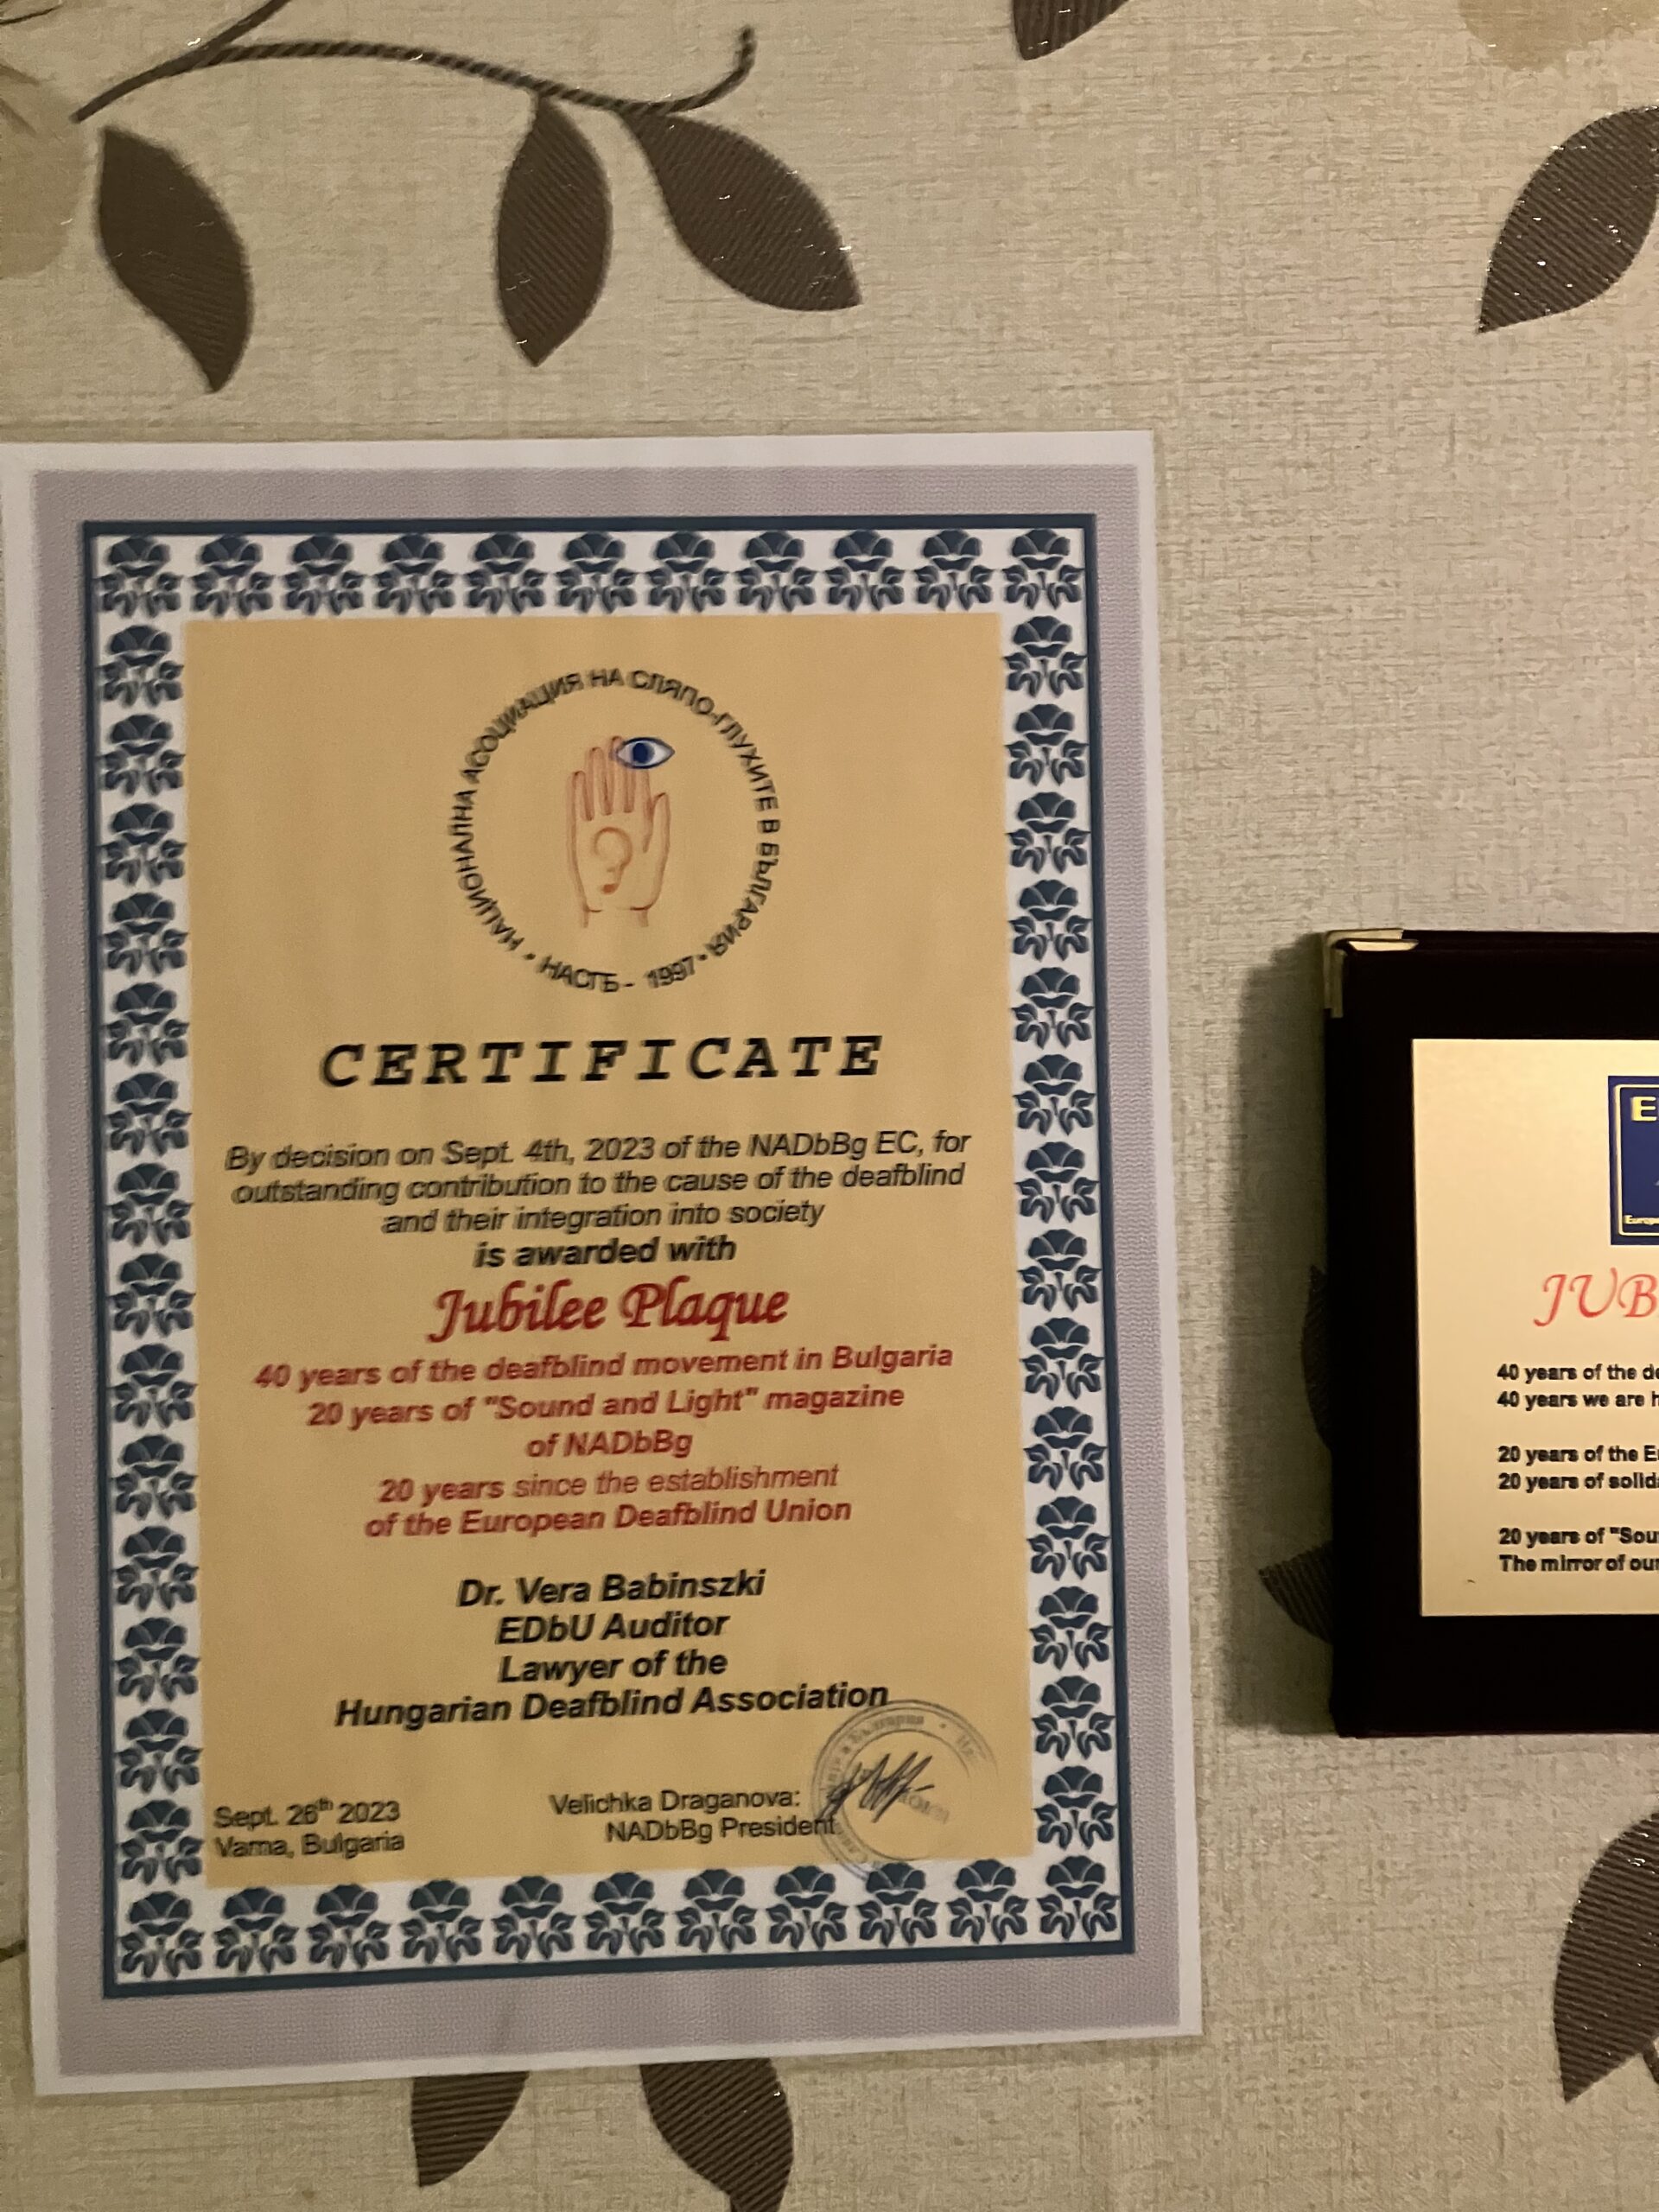 НАЦИОНАЛНА АСОЦИАЦИЯ НА СЛЯПО-ГЛУХИТЕ В БЪЛГАРИЯ
• НАСГБ - 1997 •
CERTIFICATE
By decision on Sept. 4th, 2023 of the NADbBg EC, for
outstanding contribution to the cause of the deafblind
and their integration into society
is awarded with
Jubilee Plaque
40 years of the deafblind movement in Bulgaria
20 years of "Sound and Light" magazine
of NADbBg
20 years since the establishment
of the European Deafblind Union
Dr. Vera Babinszki
EDbU Auditor
Lawyer of the
Hungarian Deafblind Association
Sept. 26th 2023
Varna, Bulgaria
Velichka Draganova:
NADbBg President
в България
E
Europe
JUB
40 years of the de
40 years we are h
20 years of the E
20 years of solid
20 years of "Sou
The mirror of our